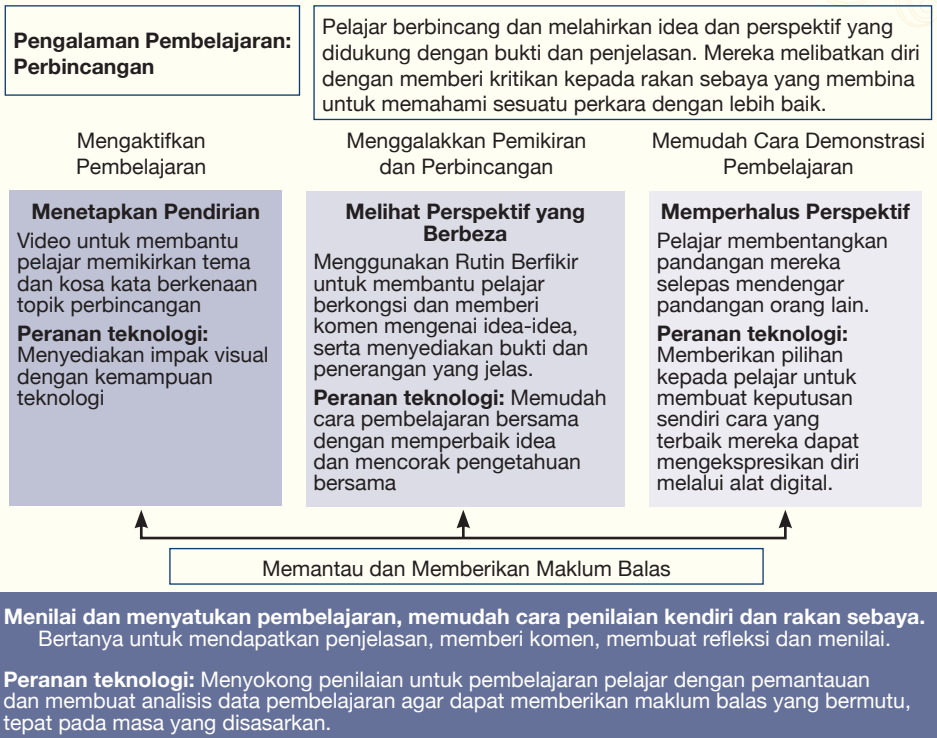 Pengalaman Pembelajaran:
Perbincangan
Pelajar berbincang dan melahirkan idea dan perspektif yang
didukung dengan bukti dan penjelasan. Mereka melibatkan diri
dengan memberi kritikan kepada rakan sebaya yang membina
untuk memahami sesuatu perkara dengan lebih baik.
Mengaktifkan
Pembelajaran
Menetapkan Pendirian
Video untuk membantu
pelajar memikirkan tema
dan kosa kata berkenaan
topik perbincangan
Peranan teknologi:
Menyediakan impak visual
dengan kemampuan
teknologi
Menggalakkan Pemikiran
dan Perbincangan
Melihat Perspektif yang
Berbeza
Menggunakan Rutin Berfikir
untuk membantu pelajar
berkongsi dan memberi
komen mengenai idea-idea,
serta menyediakan bukti dan
penerangan yang jelas.
Peranan teknologi: Memudah
cara pembelajaran bersama
dengan memperbaik idea
dan mencorak pengetahuan
bersama
Memudah Cara Demonstrasi
Pembelajaran
Memperhalus Perspektif
Pelajar membentangkan
pandangan mereka
selepas mendengar
pandangan orang lain.
Peranan teknologi:
Memberikan pilihan
kepada pelajar untuk
membuat keputusan
sendiri cara yang
terbaik mereka dapat
mengekspresikan diri
melalui alat digital.
Memantau dan Memberikan Maklum Balas
Menilai dan menyatukan pembelajaran, memudah cara penilaian kendiri dan rakan sebaya.
Bertanya untuk mendapatkan penjelasan, memberi komen, membuat refleksi dan menilai.
Peranan teknologi: Menyokong penilaian untuk pembelajaran pelajar dengan pemantauan
dan membuat analisis data pembelajaran agar dapat memberikan maklum balas yang bermutu,
tepat pada masa yang disasarkan.